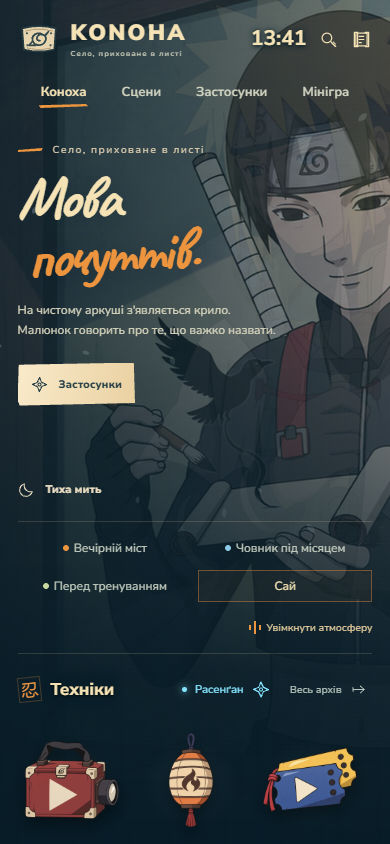 KONOHA
Село, приховане в листі
13:41
Коноха
Сцени
Застосунки
Мінігра
Село, приховане в листі
Мова
почуттів.
На чистому аркуші з'являється крило.
Малюнок говорить про те, що важко назвати.
Застосунки
Тиха мить
Вечірній міст
Човник під місяцем
Перед тренуванням
Сай
Увімкнути атмосферу
忍 Техніки
Расенґан
Весь архів